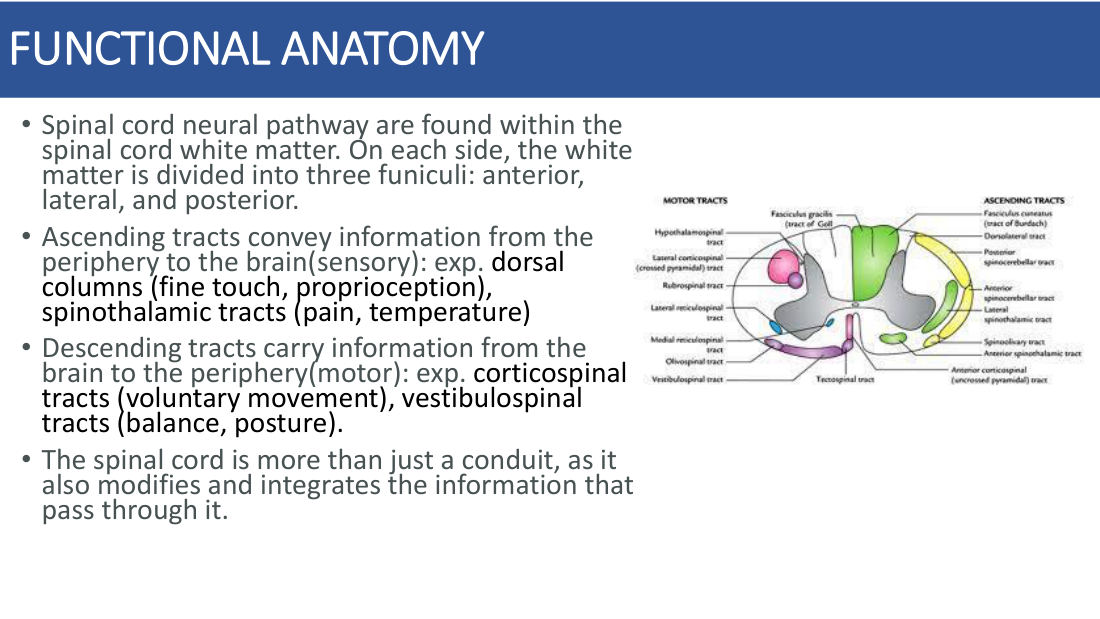 FUNCTIONAL ANATOMY
• Spinal cord neural pathway are found within the
spinal cord white matter. On each side, the white
matter is divided into three funiculi: anterior,
lateral, and posterior.
• Ascending tracts convey information from the
periphery to the brain(sensory): exp. dorsal
columns (fine touch, proprioception),
spinothalamic tracts (pain, temperature)
• Descending tracts carry information from the
brain to the periphery(motor): exp. corticospinal
tracts (voluntary movement), vestibulospinal
tracts (balance, posture).
• The spinal cord is more than just a conduit, as it
also modifies and integrates the information that
pass through it.
MOTOR TRACTS
Fasciculus gracilis
(tract of Goll
Hypothalamospinal
tract
Lateral corticospinal
(crossed pyramidal) tract
Rubrospinal tract
Lateral reticulospinal
tract
Medial reticulospinal
tract
Olivospinal tract
Vestibulospinal tract
Tectospinal tract
ASCENDING TRACTS
Fasciculus cuneatus
(tract of Burdach)
Dorsolateral tract
Posterior
spinocerebellar tract
Anterior
spinocerebellar tract
Lateral
spinothalamic tract
Spinoolivary tract
Anterior spinothalamic tract
Anterior corticospinal
(uncrossed pyramidal) tract